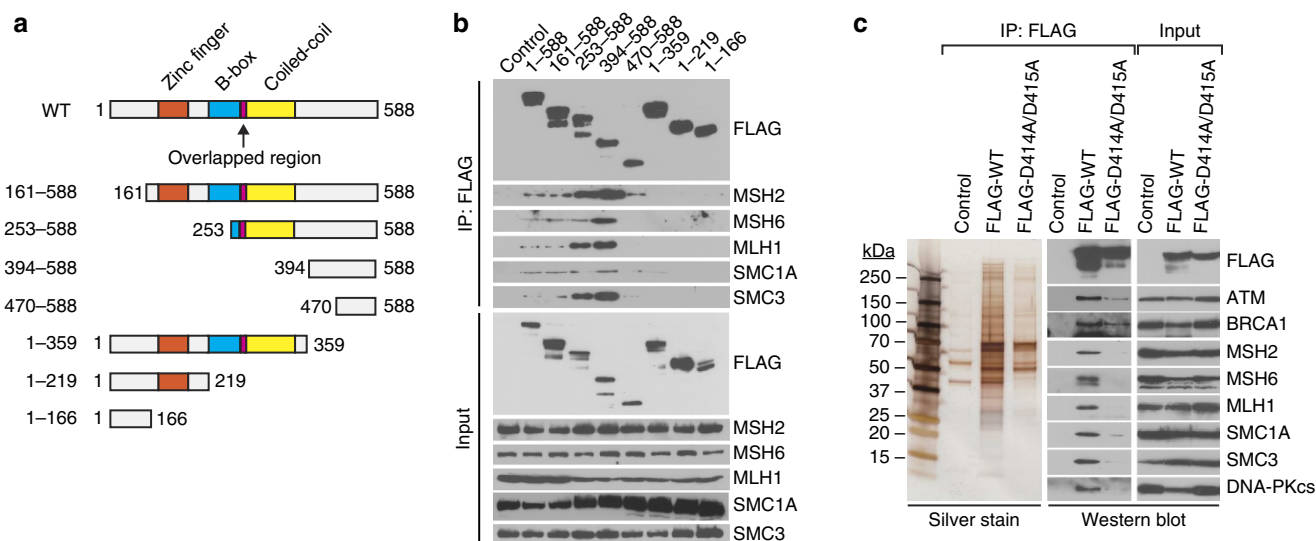 a
Zinc finger
B-box
Coiled-coil
WT 1 588
Overlapped region
161–588 161 588
253–588 253 588
394–588 394 588
470–588 470 588
1–359 1 359
1–219 1 219
1–166 1 166
b
Control
1–588
161–588
253–588
394–588
470–588
1–359
1–219
1–166
IP: FLAG
FLAG
MSH2
MSH6
MLH1
SMC1A
SMC3
Input
FLAG
MSH2
MSH6
MLH1
SMC1A
SMC3
c
IP: FLAG
Input
Control
FLAG-WT
FLAG-D414A/D415A
Control
FLAG-WT
FLAG-D414A/D415A
Control
FLAG-WT
FLAG-D414A/D415A
kDa
250
150
100
70
50
37
25
20
15
FLAG
ATM
BRCA1
MSH2
MSH6
MLH1
SMC1A
SMC3
DNA-PKcs
Silver stain
Western blot